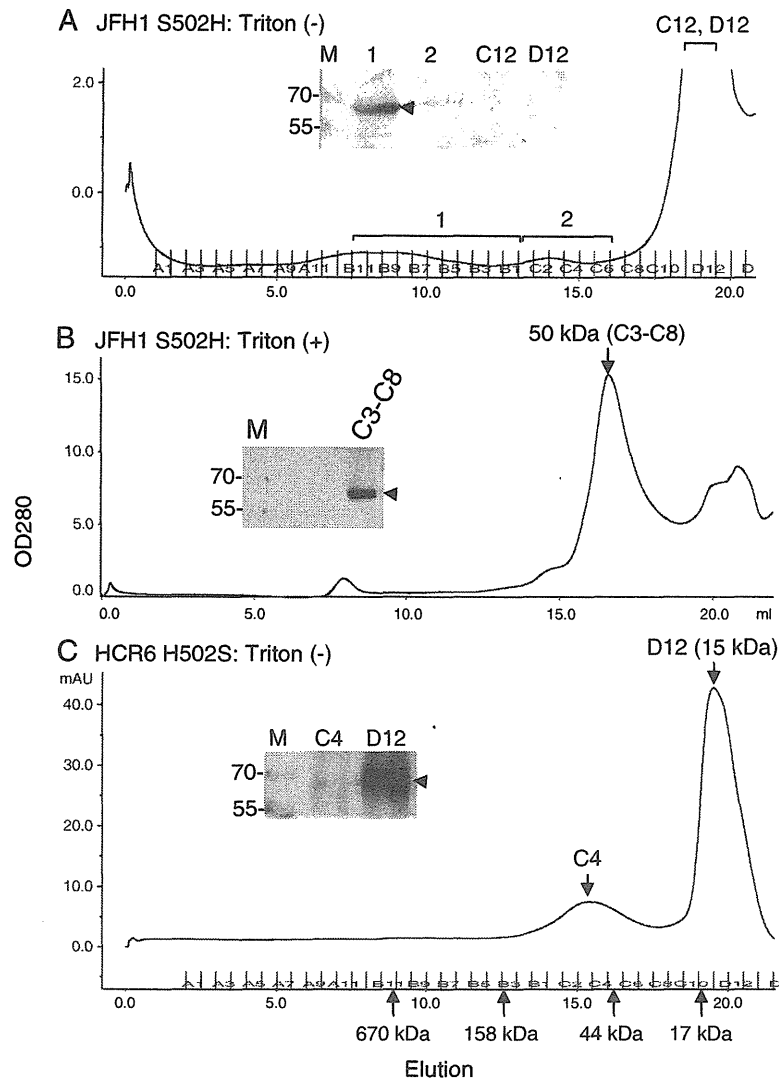 A JFH1 S502H: Triton (-)
C12, D12
M 1 2 C12 D12
70-
55-
2.0
0.0
1 2
A1 A3 A5 A7 A9 A11 B11 B9 B7 B5 B3 B1 C2 C4 C6 C8 C10 D12 D
0.0 5.0 10.0 15.0 20.0
B JFH1 S502H: Triton (+)
50 kDa (C3-C8)
M C3-C8
70-
55-
15.0
10.0
5.0
0.0
OD280
0.0 5.0 10.0 15.0 20.0 ml
C HCR6 H502S: Triton (-)
D12 (15 kDa)
mAU
M C4 D12
70-
55-
40.0
30.0
20.0
10.0
0.0
C4
A1 A3 A5 A7 A9 A11 B11 B9 B7 B5 B3 B1 C2 C4 C6 C8 C10 D12
0.0 5.0 10.0 15.0 20.0
670 kDa 158 kDa 44 kDa 17 kDa
Elution